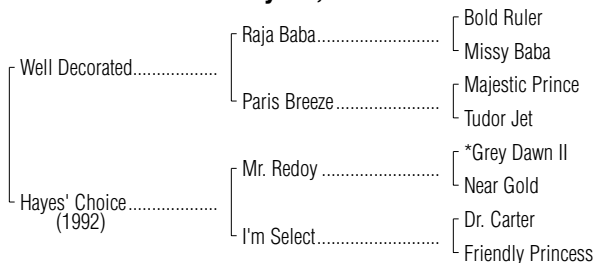 Bold Ruler
Raja Baba
Missy Baba
Well Decorated
Majestic Prince
Paris Breeze
Tudor Jet
*Grey Dawn II
Mr. Redoy
Near Gold
Hayes' Choice
(1992)
Dr. Carter
I'm Select
Friendly Princess